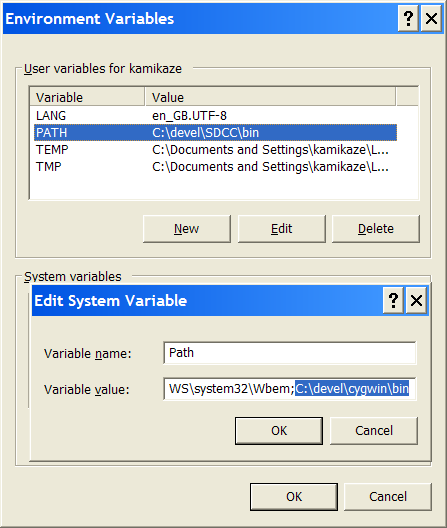 Environment Variables
User variables for kamikaze
Variable Value
LANG en_GB.UTF-8
PATH C:\devel\SDCC\bin
TEMP C:\Documents and Settings\kamikaze\L...
TMP C:\Documents and Settings\kamikaze\L...
New Edit Delete
System variables
Edit System Variable
Variable name: Path
Variable value: WS\system32\Wbem;C:\devel\cygwin\bin
OK Cancel
OK Cancel